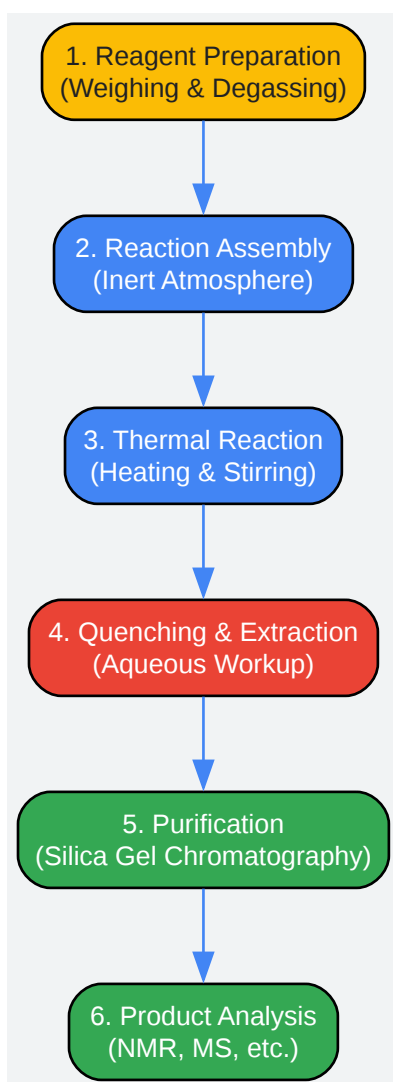 1. Reagent Preparation
(Weighing & Degassing)
2. Reaction Assembly
(Inert Atmosphere)
3. Thermal Reaction
(Heating & Stirring)
4. Quenching & Extraction
(Aqueous Workup)
5. Purification
(Silica Gel Chromatography)
6. Product Analysis
(NMR, MS, etc.)